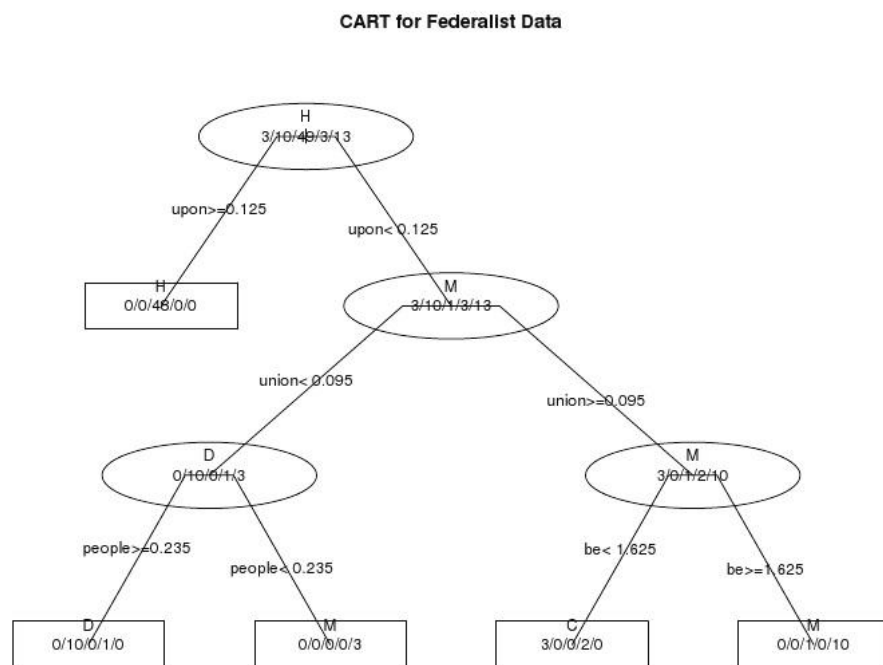 CART for Federalist Data
H
3/10/49/3/13
upon>=0.125
upon< 0.125
H
0/0/48/0/0
M
3/10/1/3/13
union< 0.095
union>=0.095
D
0/10/0/1/3
M
3/0/1/2/10
people>=0.235
people< 0.235
be< 1.625
be>=1.625
D
0/10/0/1/0
M
0/0/0/0/3
C
3/0/0/2/0
M
0/0/1/0/10